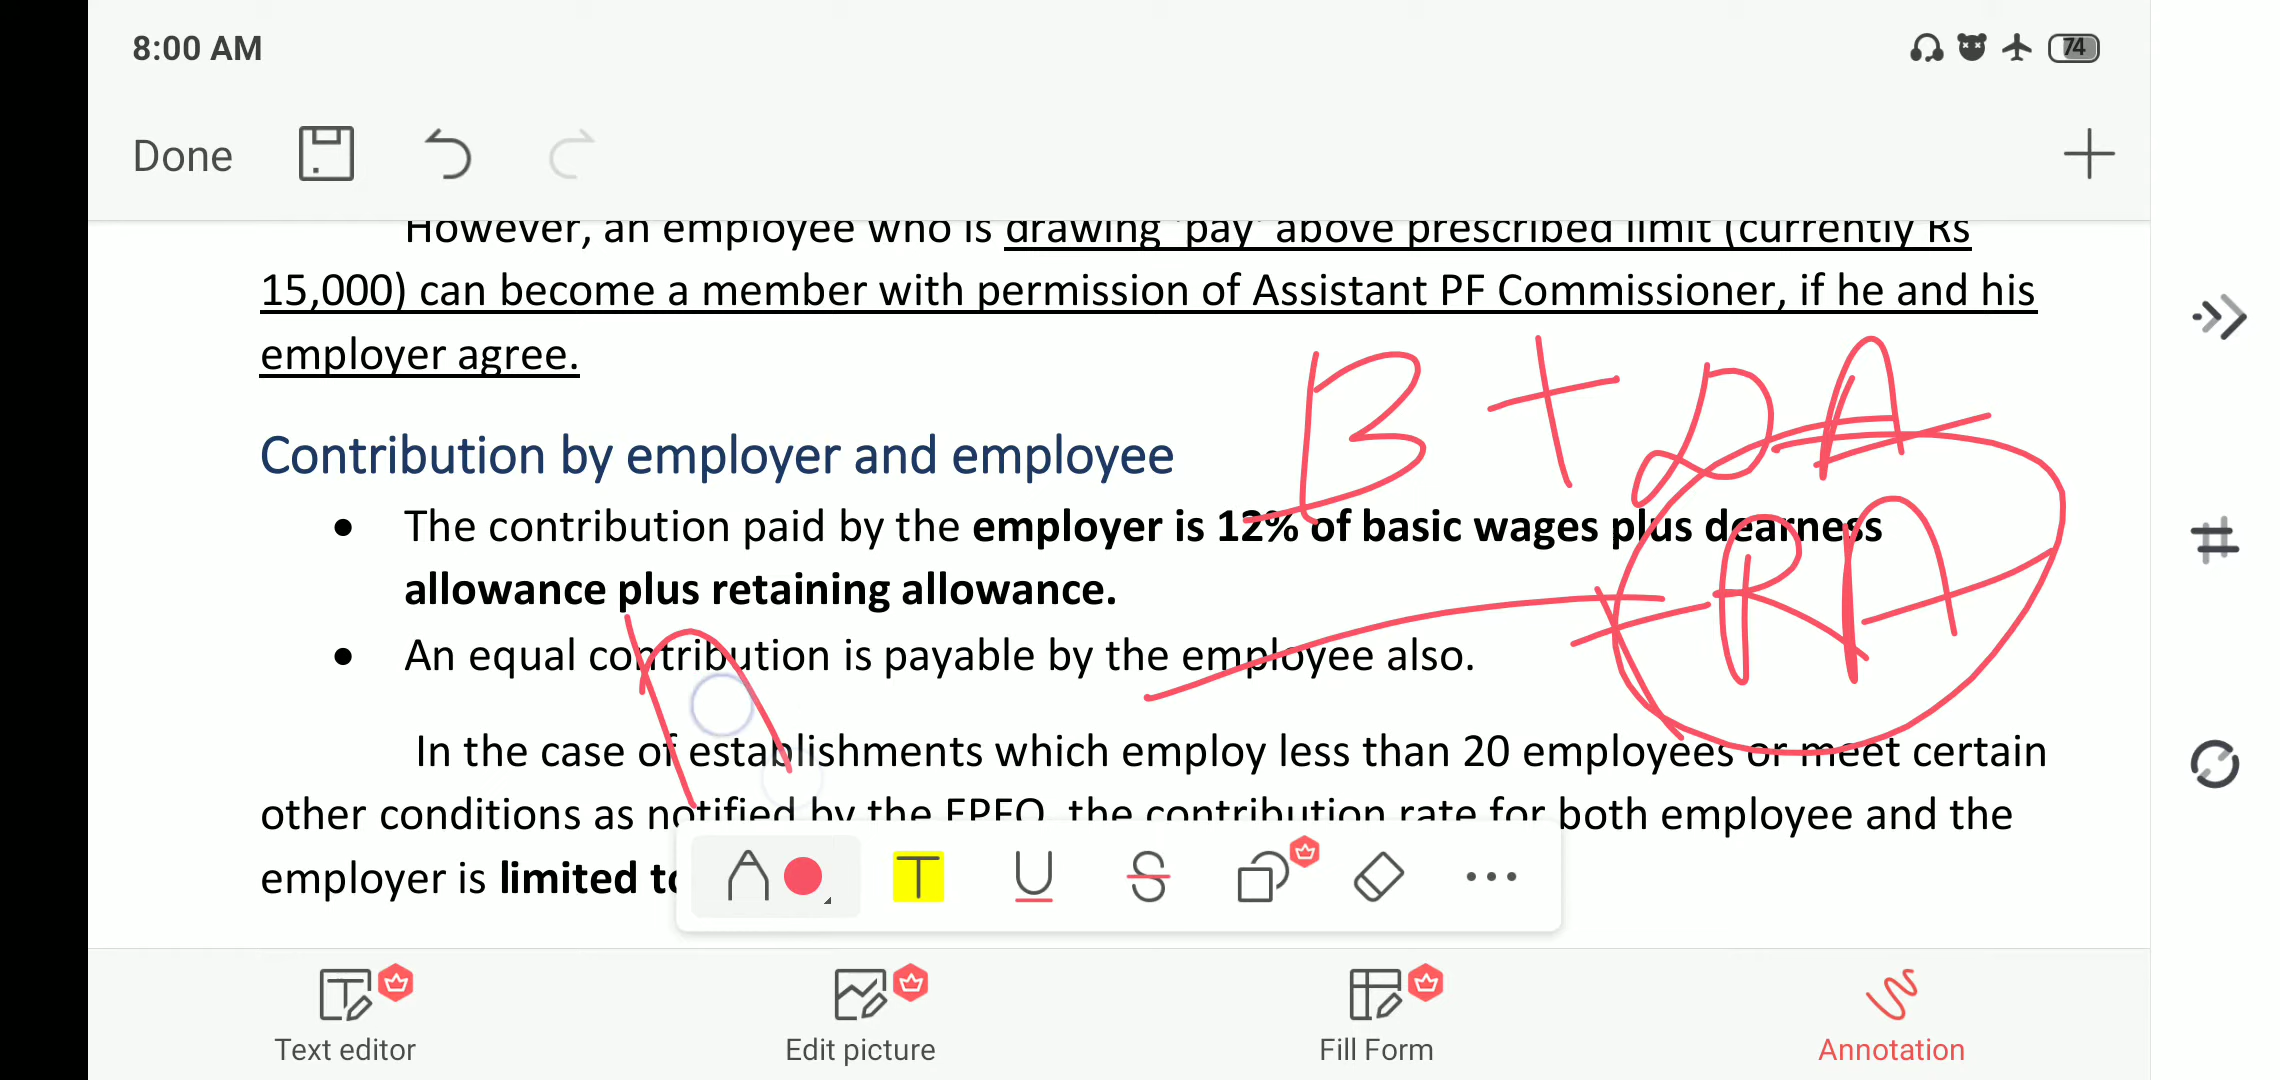 8:00 AM
74
Done
However, an employee who is drawing 'pay' above prescribed limit (currently Rs
15,000) can become a member with permission of Assistant PF Commissioner, if he and his
employer agree.
B + DA
Contribution by employer and employee
• The contribution paid by the employer is 12% of basic wages plus dearness
allowance plus retaining allowance.
+ RA
• An equal contribution is payable by the employee also.
In the case of establishments which employ less than 20 employees or meet certain
other conditions as notified by the EPFO, the contribution rate for both employee and the
employer is limited to
Text editor
Edit picture
Fill Form
Annotation